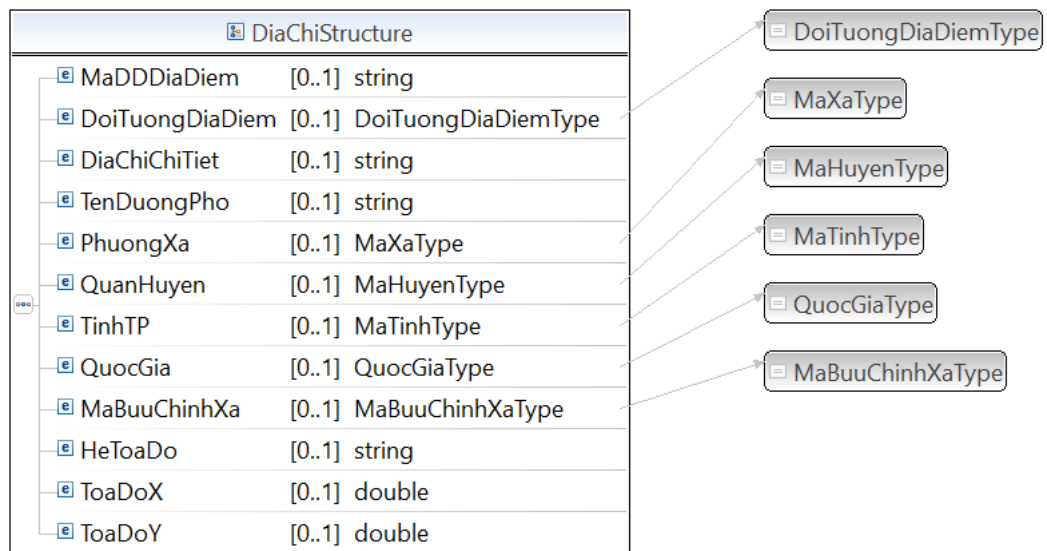 DiaChiStructure
MaDDDiaDiem [0..1] string
DoiTuongDiaDiem [0..1] DoiTuongDiaDiemType
DiaChiChiTiet [0..1] string
TenDuongPho [0..1] string
PhuongXa [0..1] MaXaType
QuanHuyen [0..1] MaHuyenType
TinhTP [0..1] MaTinhType
QuocGia [0..1] QuocGiaType
MaBuuChinhXa [0..1] MaBuuChinhXaType
HeToaDo [0..1] string
ToaDoX [0..1] double
ToaDoY [0..1] double
DoiTuongDiaDiemType
MaXaType
MaHuyenType
MaTinhType
QuocGiaType
MaBuuChinhXaType